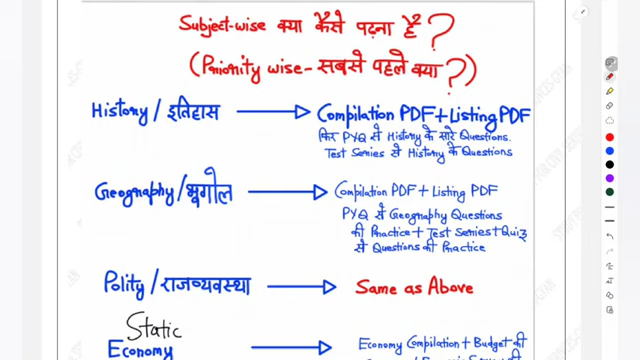 Subject-wise क्या कैसे पढ़ना है?
(Priority wise - सबसे पहले क्या?)
History / इतिहास → Compilation PDF + Listing PDF
फिर PYQ से History के सारे Questions.
Test Series से History के Questions
Geography / भूगोल → Compilation PDF + Listing PDF
PYQ से Geography Questions
की Practice + Test Series + Quiz
से Questions की Practice
Polity / राजव्यवस्था → Same as Above
Static
Economy → Economy Compilation + Budget की